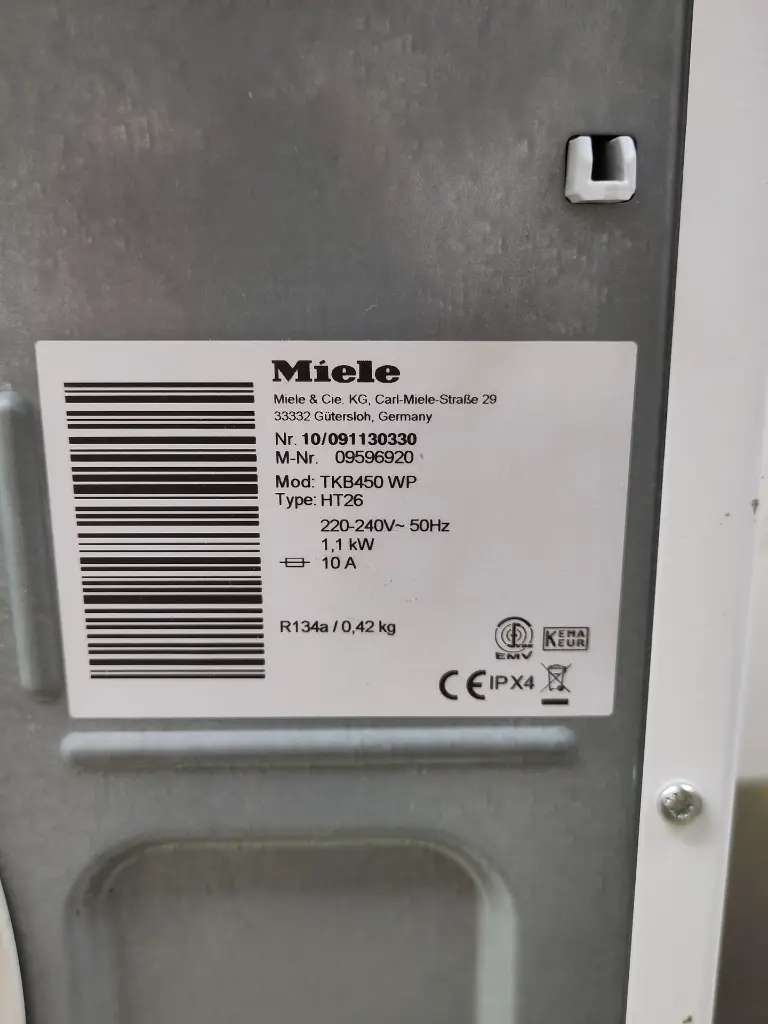 Miele
Miele & Cie. KG, Carl-Miele-Straße 29
33332 Gütersloh, Germany
Nr. 10/091130330
M-Nr. 09596920
Mod: TKB450 WP
Type: HT26
220-240V~ 50Hz
1,1 kW
10 A
R134a / 0,42 kg
EMV
KEMA
EUR
CE IPX4